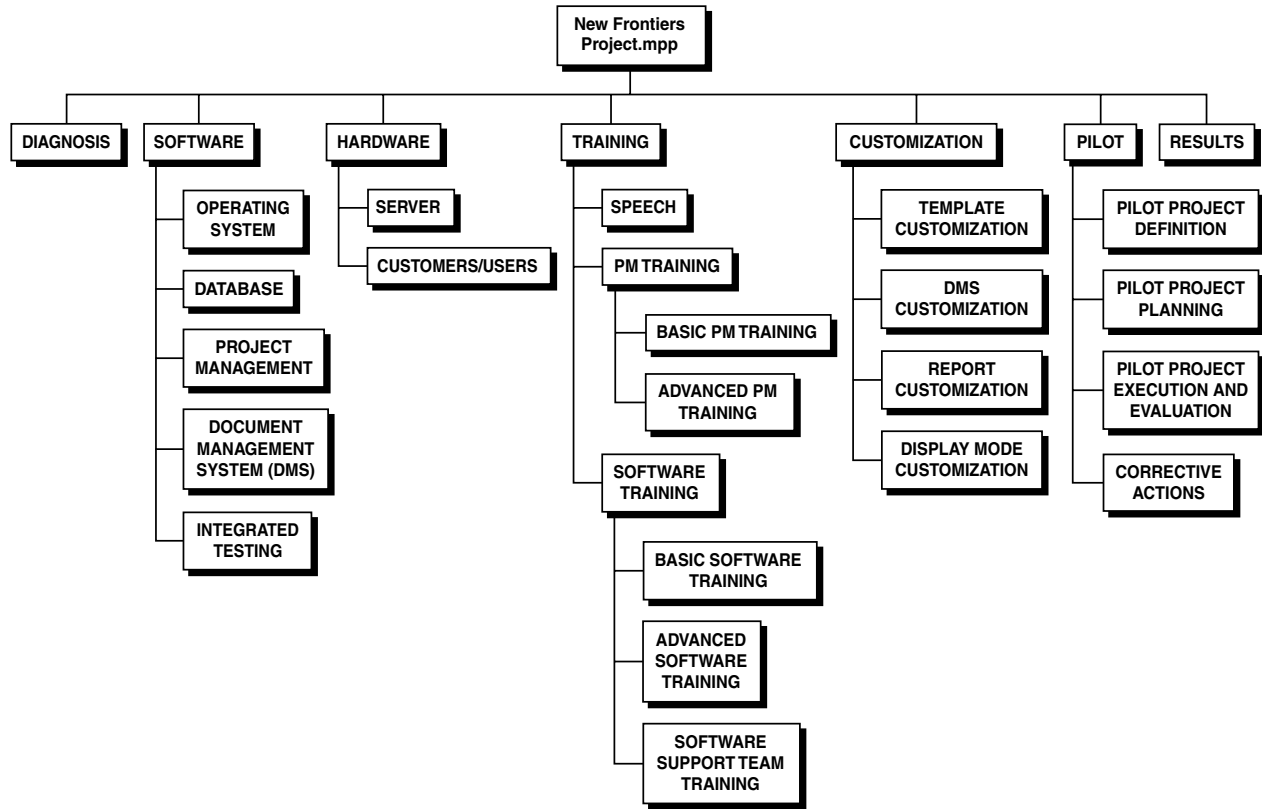 New Frontiers
Project.mpp
DIAGNOSIS
SOFTWARE
HARDWARE
TRAINING
CUSTOMIZATION
PILOT
RESULTS
OPERATING
SYSTEM
DATABASE
PROJECT
MANAGEMENT
DOCUMENT
MANAGEMENT
SYSTEM (DMS)
INTEGRATED
TESTING
SERVER
CUSTOMERS/USERS
SPEECH
PM TRAINING
BASIC PM TRAINING
ADVANCED PM
TRAINING
SOFTWARE
TRAINING
BASIC SOFTWARE
TRAINING
ADVANCED
SOFTWARE
TRAINING
SOFTWARE
SUPPORT TEAM
TRAINING
TEMPLATE
CUSTOMIZATION
DMS
CUSTOMIZATION
REPORT
CUSTOMIZATION
DISPLAY MODE
CUSTOMIZATION
PILOT PROJECT
DEFINITION
PILOT PROJECT
PLANNING
PILOT PROJECT
EXECUTION AND
EVALUATION
CORRECTIVE
ACTIONS